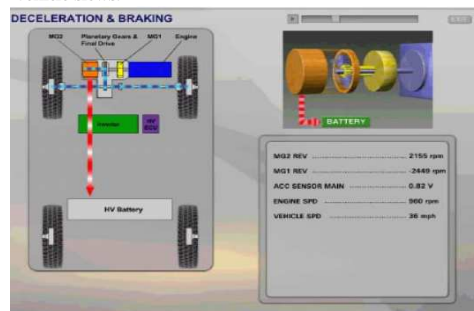 DECELERATION & BRAKING
MG2 Planetary Gears & Final Drive MG1 Engine
HV ECU
HV Battery
BATTERY
MG2 REV 2155 rpm
MG1 REV -2449 rpm
ACC SENSOR MAIN 0.82 V
ENGINE SPD 960 rpm
VEHICLE SPD 36 mph